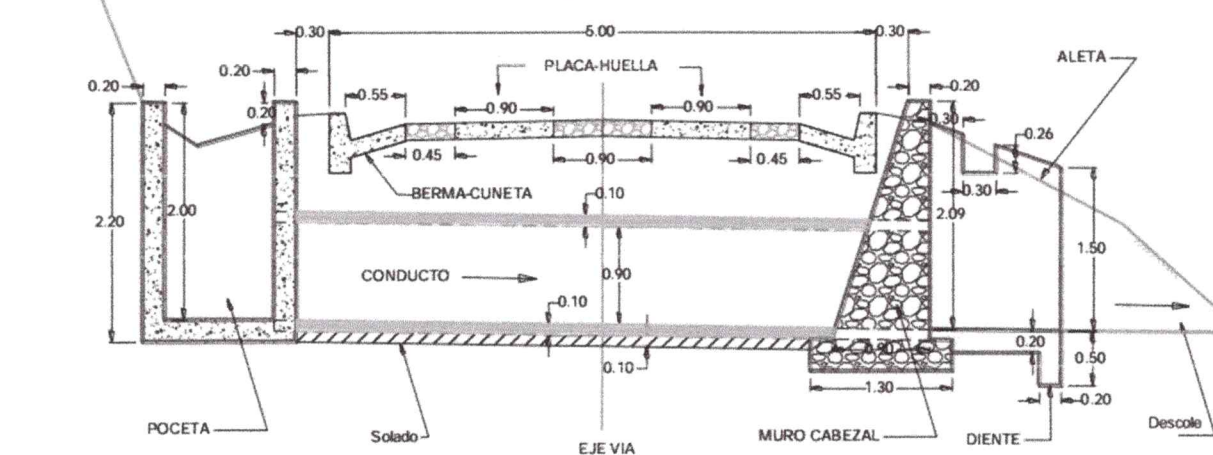 0.30
5.00
0.30
0.20
0.20
PLACA-HUELLA
0.20
ALETA
0.20
0.55
0.90
0.90
0.55
0.30
0.26
0.45
0.90
0.45
BERMA-CUNETA
0.10
0.30
2.20
2.00
2.09
1.50
CONDUCTO
0.90
0.10
0.20
0.50
0.10
1.30
0.20
POCETA
Solado
MURO CABEZAL
DIENTE
Descole
EJE VIA